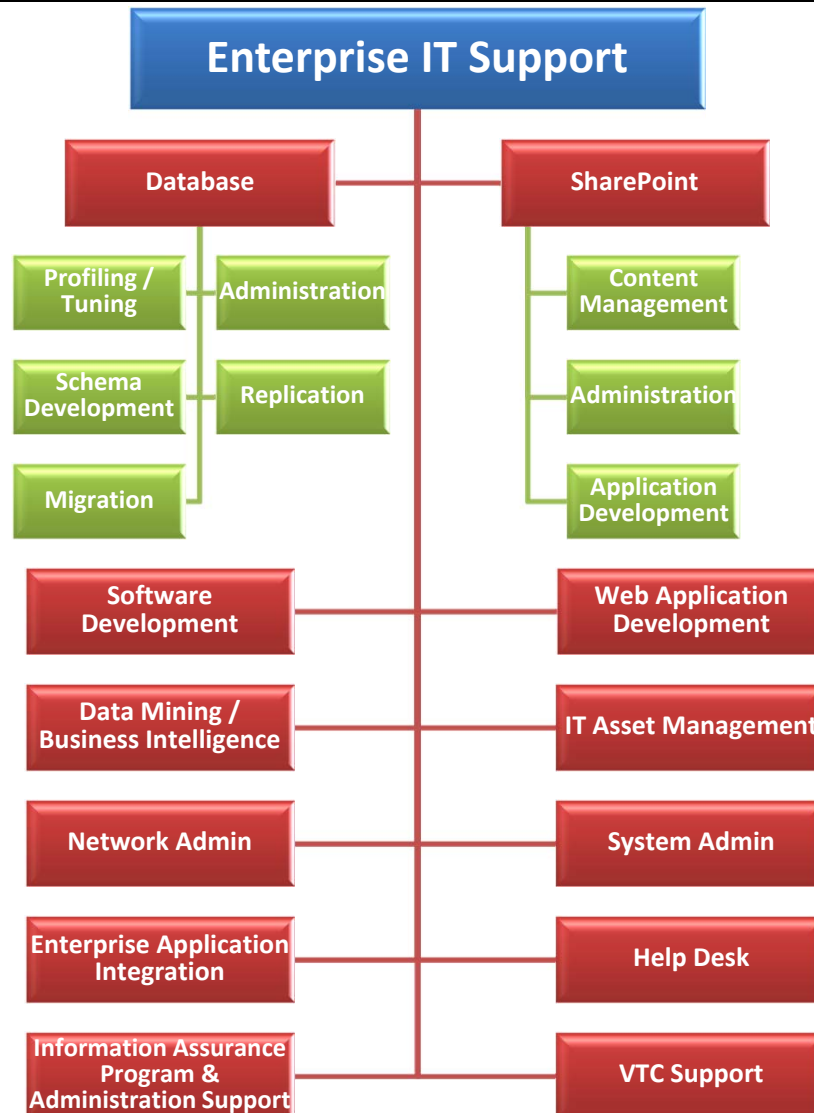 Enterprise IT Support
Database
SharePoint
Profiling /
Tuning
Administration
Schema
Development
Replication
Migration
Content
Management
Administration
Application
Development
Software
Development
Web Application
Development
Data Mining /
Business Intelligence
IT Asset Management
Network Admin
System Admin
Enterprise Application
Integration
Help Desk
Information Assurance
Program &
Administration Support
VTC Support